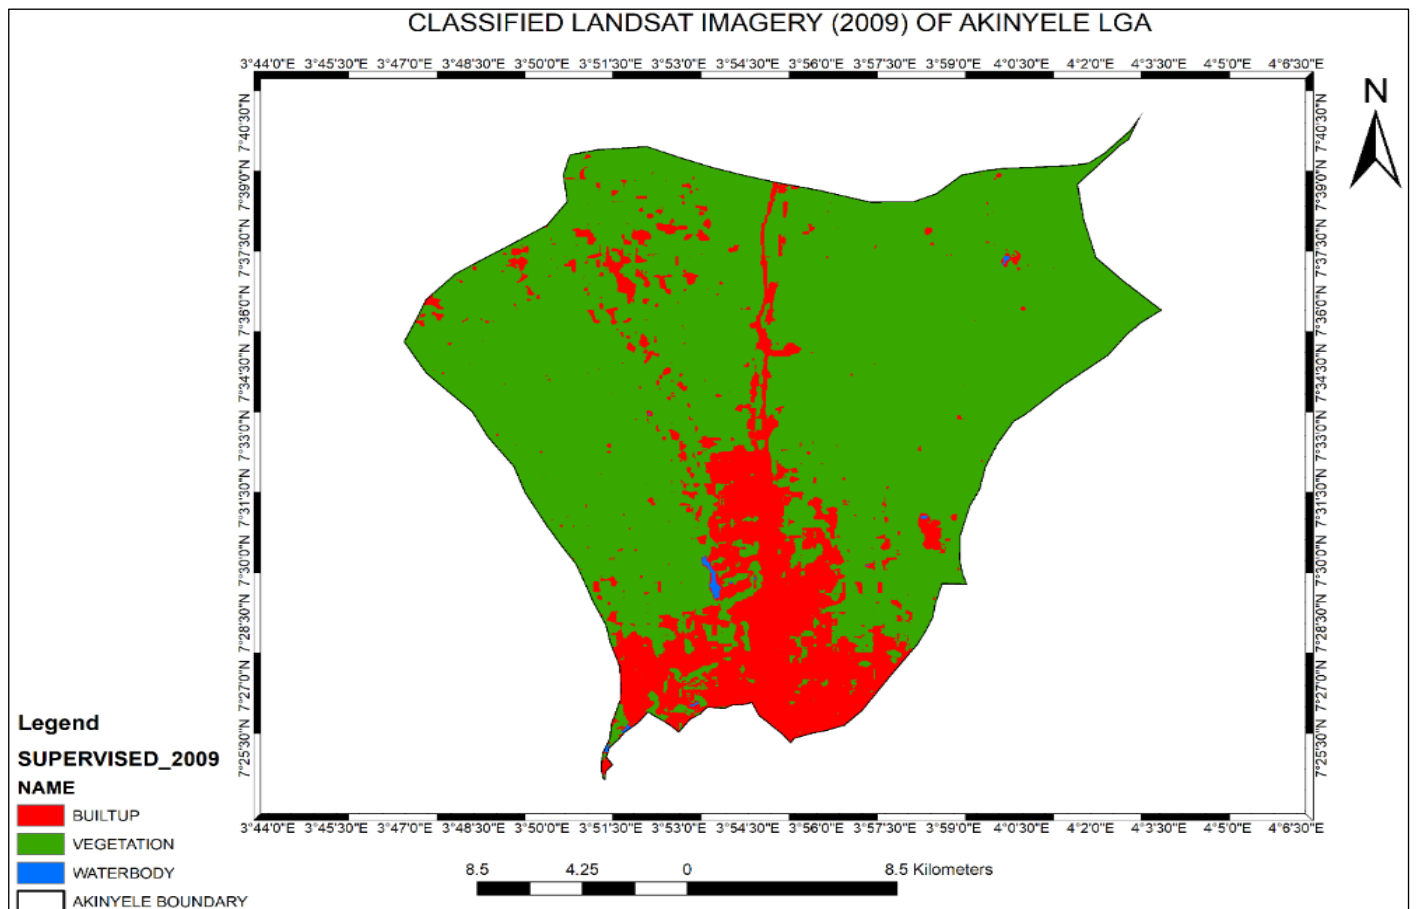 CLASSIFIED LANDSAT IMAGERY (2009) OF AKINYELE LGA
3°44'0"E 3°45'30"E 3°47'0"E 3°48'30"E 3°50'0"E 3°51'30"E 3°53'0"E 3°54'30"E 3°56'0"E 3°57'30"E 3°59'0"E 4°0'30"E 4°2'0"E 4°3'30"E 4°5'0"E 4°6'30"E
N
7°40'30"N 7°40'30"N
7°39'0"N 7°39'0"N
7°37'30"N 7°37'30"N
7°36'0"N 7°36'0"N
7°34'30"N 7°34'30"N
7°33'0"N 7°33'0"N
7°31'30"N 7°31'30"N
7°30'0"N 7°30'0"N
7°28'30"N 7°28'30"N
7°27'0"N 7°27'0"N
7°25'30"N 7°25'30"N
Legend
SUPERVISED_2009
NAME
BUILTUP
VEGETATION
WATERBODY
AKINYELE BOUNDARY
3°44'0"E 3°45'30"E 3°47'0"E 3°48'30"E 3°50'0"E 3°51'30"E 3°53'0"E 3°54'30"E 3°56'0"E 3°57'30"E 3°59'0"E 4°0'30"E 4°2'0"E 4°3'30"E 4°5'0"E 4°6'30"E
8.5 4.25 0 8.5 Kilometers